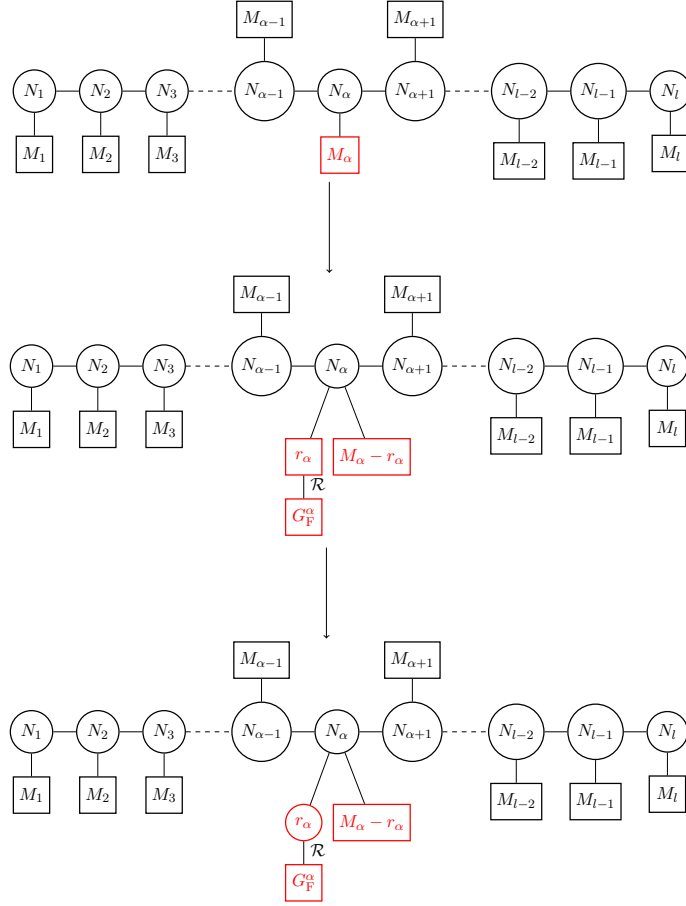 M_{α−1} M_{α+1}
N_1 N_2 N_3 N_{α−1} N_α N_{α+1} N_{l−2} N_{l−1} N_l
M_1 M_2 M_3 M_α M_{l−2} M_{l−1} M_l
M_{α−1} M_{α+1}
N_1 N_2 N_3 N_{α−1} N_α N_{α+1} N_{l−2} N_{l−1} N_l
M_1 M_2 M_3 M_{l−2} M_{l−1} M_l
r_α M_α − r_α
ℛ
G_F^α
M_{α−1} M_{α+1}
N_1 N_2 N_3 N_{α−1} N_α N_{α+1} N_{l−2} N_{l−1} N_l
M_1 M_2 M_3 M_{l−2} M_{l−1} M_l
r_α M_α − r_α
ℛ
G_F^α